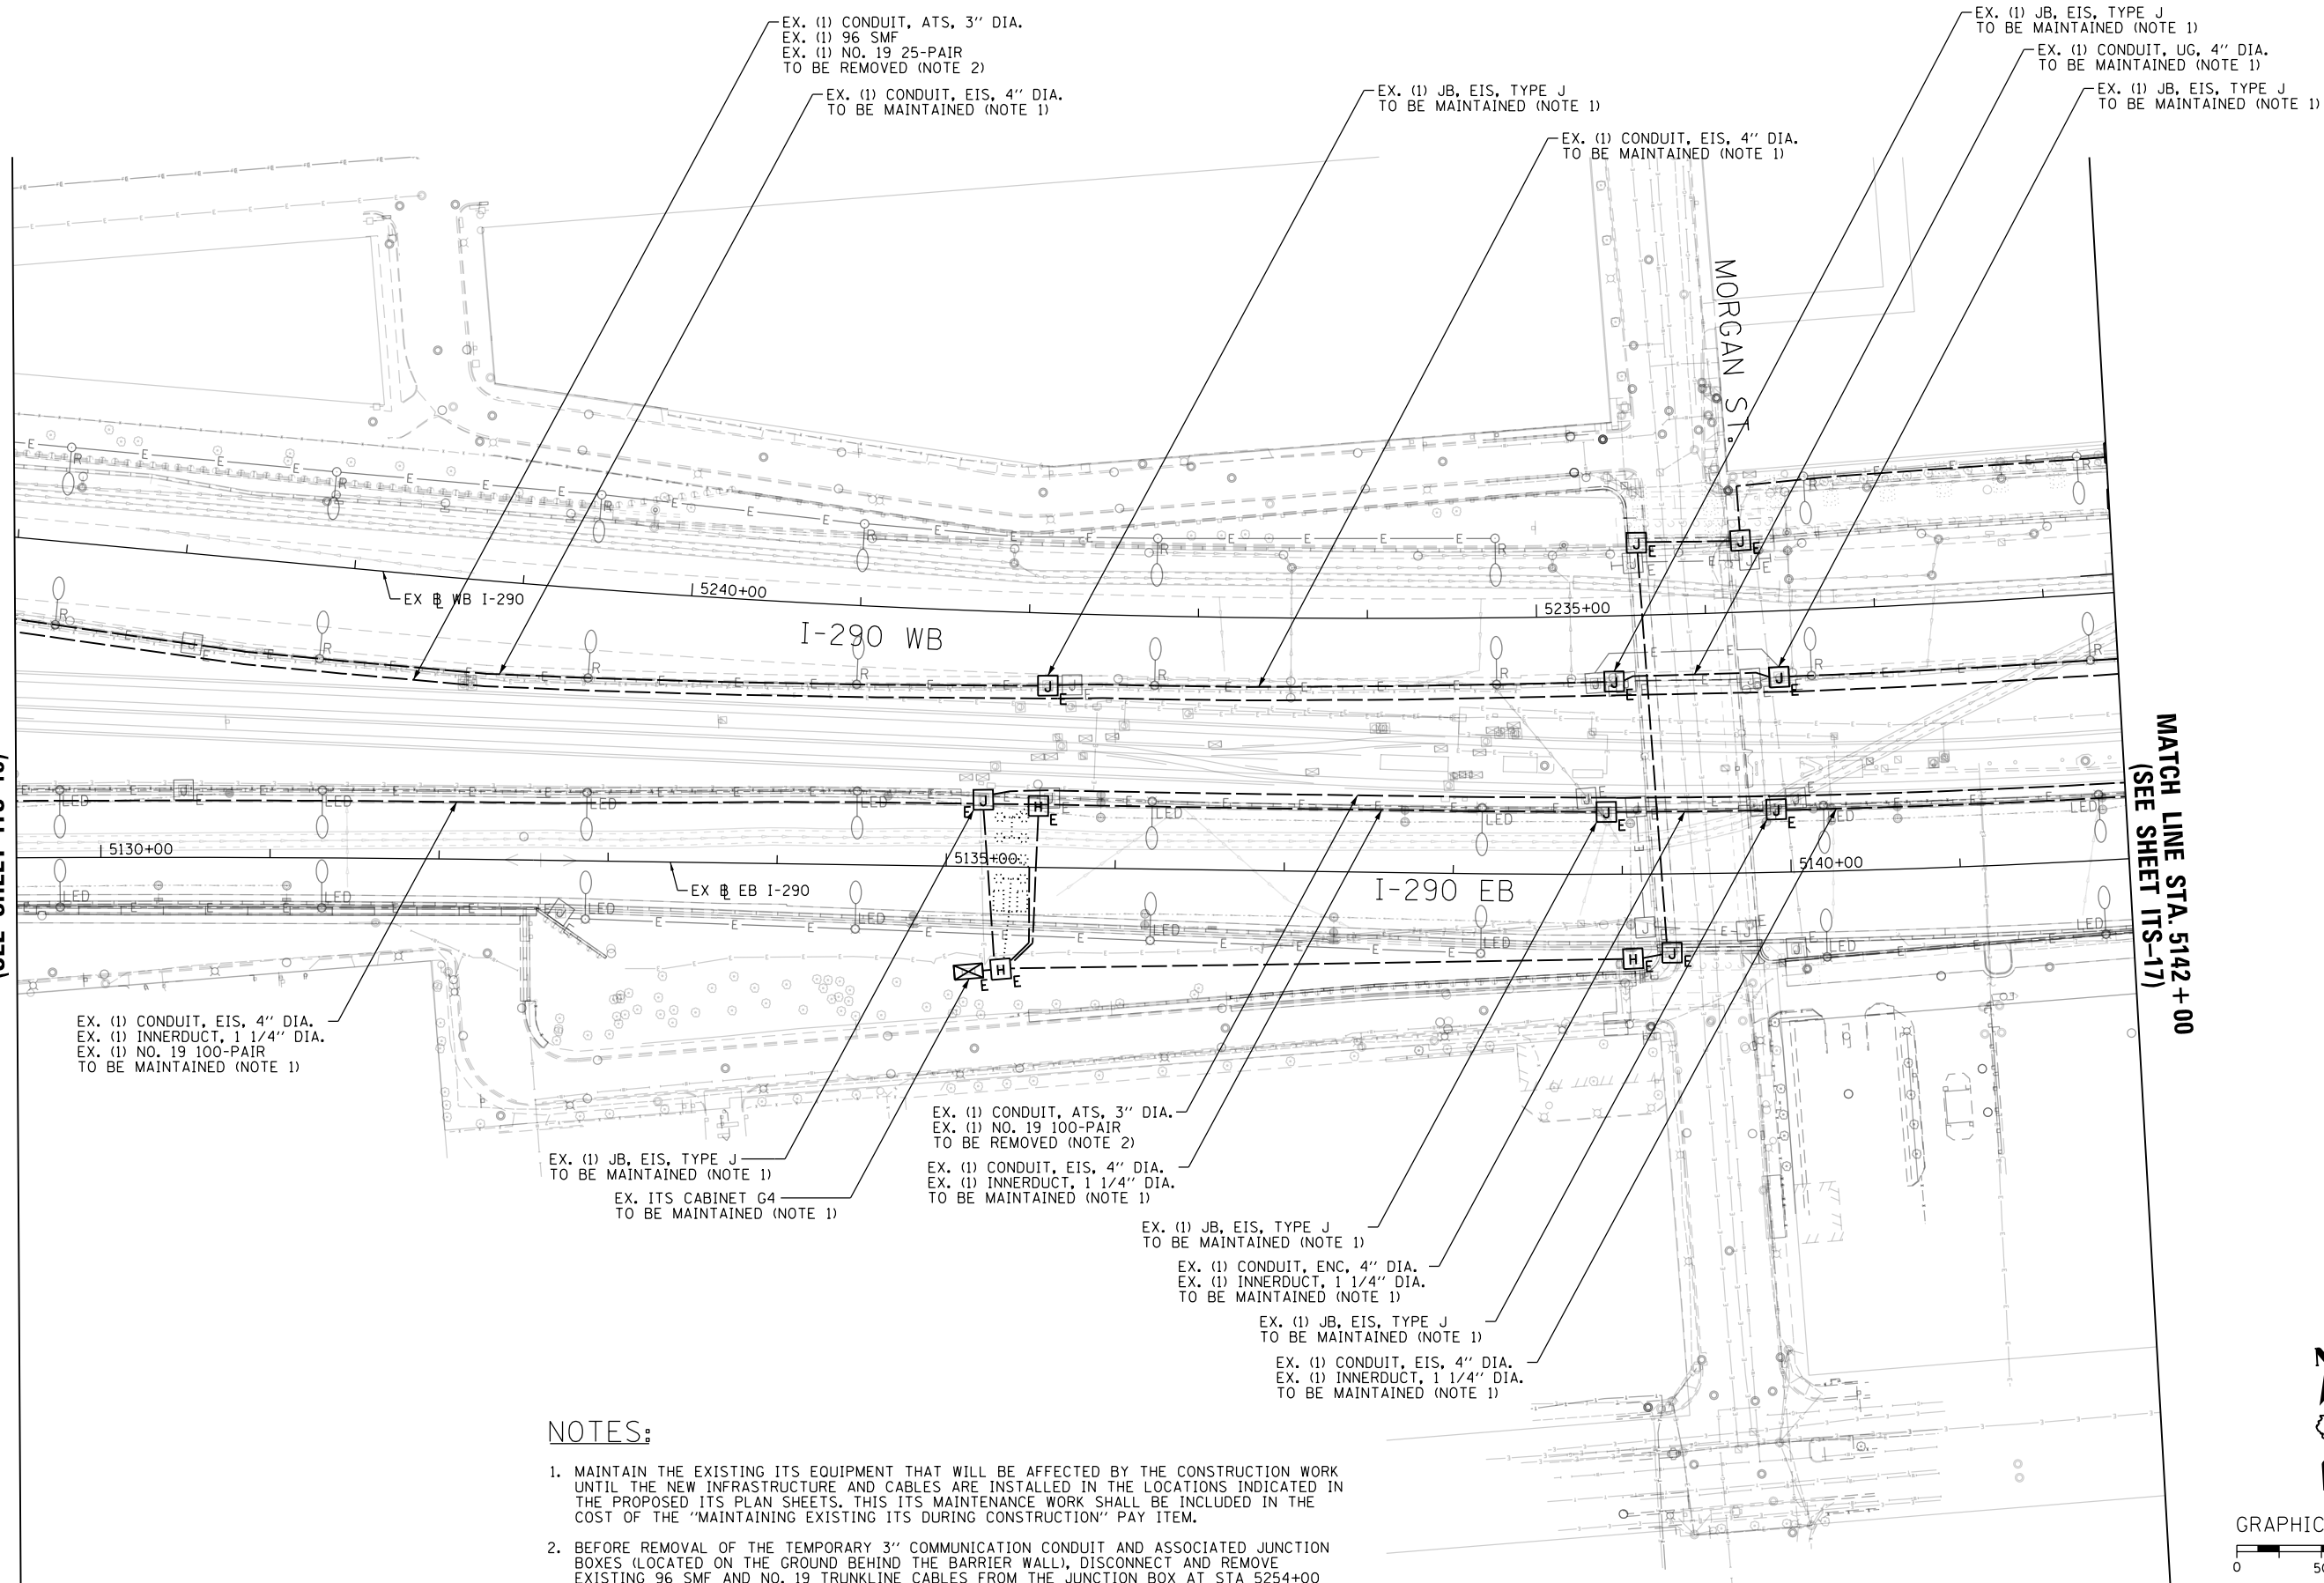 EX. (1) CONDUIT, ATS, 3" DIA.
EX. (1) 96 SMF
EX. (1) NO. 19 25-PAIR
TO BE REMOVED (NOTE 2)
EX. (1) CONDUIT, EIS, 4" DIA.
TO BE MAINTAINED (NOTE 1)
EX. (1) JB, EIS, TYPE J
TO BE MAINTAINED (NOTE 1)
EX. (1) CONDUIT, EIS, 4" DIA.
TO BE MAINTAINED (NOTE 1)
EX. (1) JB, EIS, TYPE J
TO BE MAINTAINED (NOTE 1)
EX. (1) CONDUIT, UG, 4" DIA.
TO BE MAINTAINED (NOTE 1)
EX. (1) JB, EIS, TYPE J
TO BE MAINTAINED (NOTE 1)
MORGAN ST.
EX BL WB I-290
5240+00
5235+00
I-290 WB
MATCH LINE STA. 5142+00
(SEE SHEET ITS-17)
5130+00
5135+00
5140+00
EX BL EB I-290
I-290 EB
EX. (1) CONDUIT, EIS, 4" DIA.
EX. (1) INNERDUCT, 1 1/4" DIA.
EX. (1) NO. 19 100-PAIR
TO BE MAINTAINED (NOTE 1)
EX. (1) JB, EIS, TYPE J
TO BE MAINTAINED (NOTE 1)
EX. ITS CABINET G4
TO BE MAINTAINED (NOTE 1)
EX. (1) CONDUIT, ATS, 3" DIA.
EX. (1) NO. 19 100-PAIR
TO BE REMOVED (NOTE 2)
EX. (1) CONDUIT, EIS, 4" DIA.
EX. (1) INNERDUCT, 1 1/4" DIA.
TO BE MAINTAINED (NOTE 1)
EX. (1) JB, EIS, TYPE J
TO BE MAINTAINED (NOTE 1)
EX. (1) CONDUIT, ENC, 4" DIA.
EX. (1) INNERDUCT, 1 1/4" DIA.
TO BE MAINTAINED (NOTE 1)
EX. (1) JB, EIS, TYPE J
TO BE MAINTAINED (NOTE 1)
EX. (1) CONDUIT, EIS, 4" DIA.
EX. (1) INNERDUCT, 1 1/4" DIA.
TO BE MAINTAINED (NOTE 1)
NOTES:
1. MAINTAIN THE EXISTING ITS EQUIPMENT THAT WILL BE AFFECTED BY THE CONSTRUCTION WORK
UNTIL THE NEW INFRASTRUCTURE AND CABLES ARE INSTALLED IN THE LOCATIONS INDICATED IN
THE PROPOSED ITS PLAN SHEETS. THIS ITS MAINTENANCE WORK SHALL BE INCLUDED IN THE
COST OF THE "MAINTAINING EXISTING ITS DURING CONSTRUCTION" PAY ITEM.
2. BEFORE REMOVAL OF THE TEMPORARY 3" COMMUNICATION CONDUIT AND ASSOCIATED JUNCTION
BOXES (LOCATED ON THE GROUND BEHIND THE BARRIER WALL), DISCONNECT AND REMOVE
EXISTING 96 SMF AND NO. 19 TRUNKLINE CABLES FROM THE JUNCTION BOX AT STA 5254+00
GRAPHIC
0